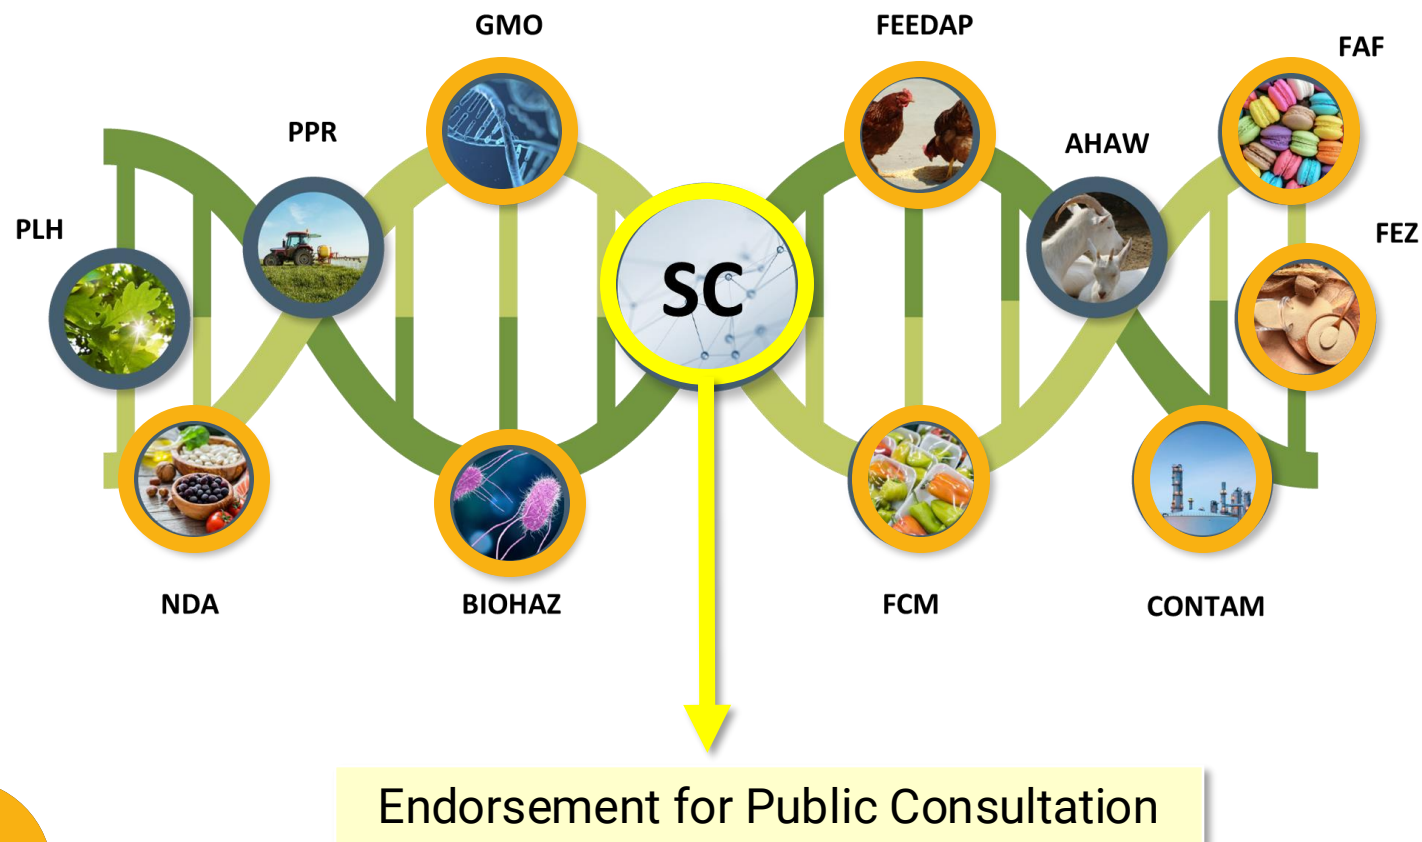 GMO
FEEDAP
FAF
PPR
AHAW
PLH
FEZ
SC
NDA
BIOHAZ
FCM
CONTAM
Endorsement for Public Consultation